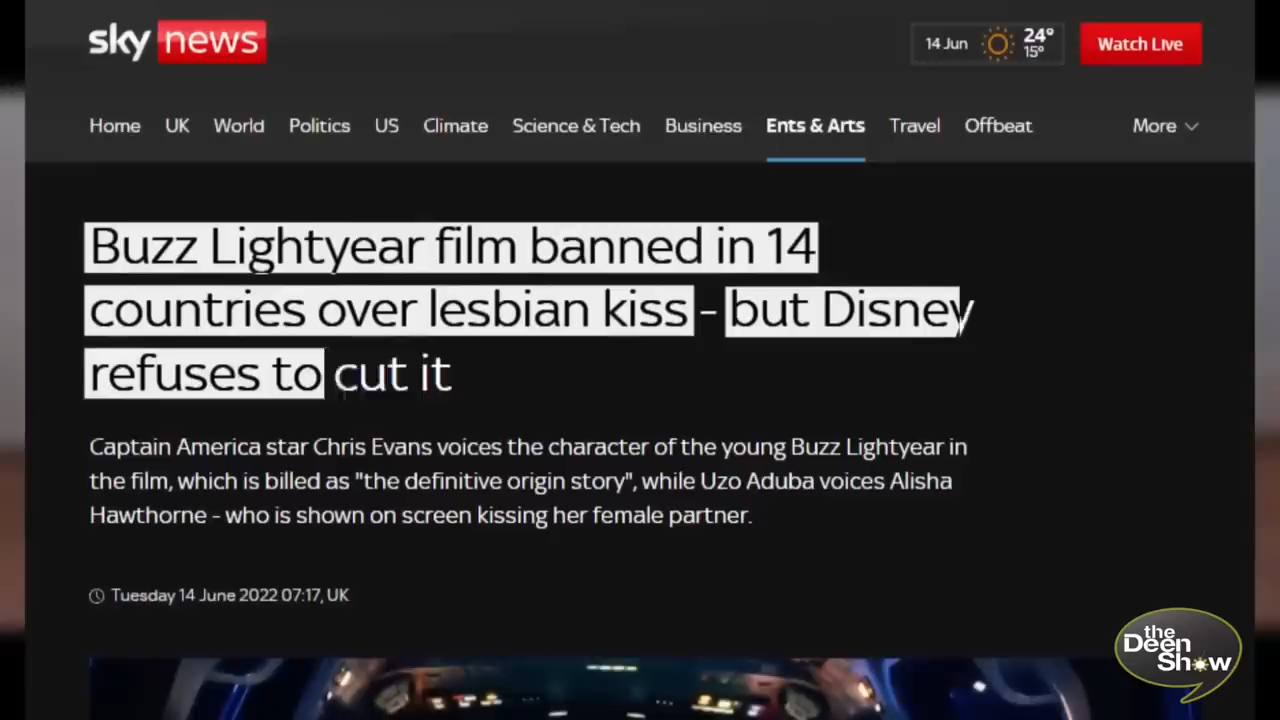 sky news
14 Jun 24° 15°
Watch Live
Home UK World Politics US Climate Science & Tech Business Ents & Arts Travel Offbeat More
Buzz Lightyear film banned in 14
countries over lesbian kiss - but Disney
refuses to cut it
Captain America star Chris Evans voices the character of the young Buzz Lightyear in
the film, which is billed as "the definitive origin story", while Uzo Aduba voices Alisha
Hawthorne - who is shown on screen kissing her female partner.
Tuesday 14 June 2022 07:17, UK
the
Deen
Show